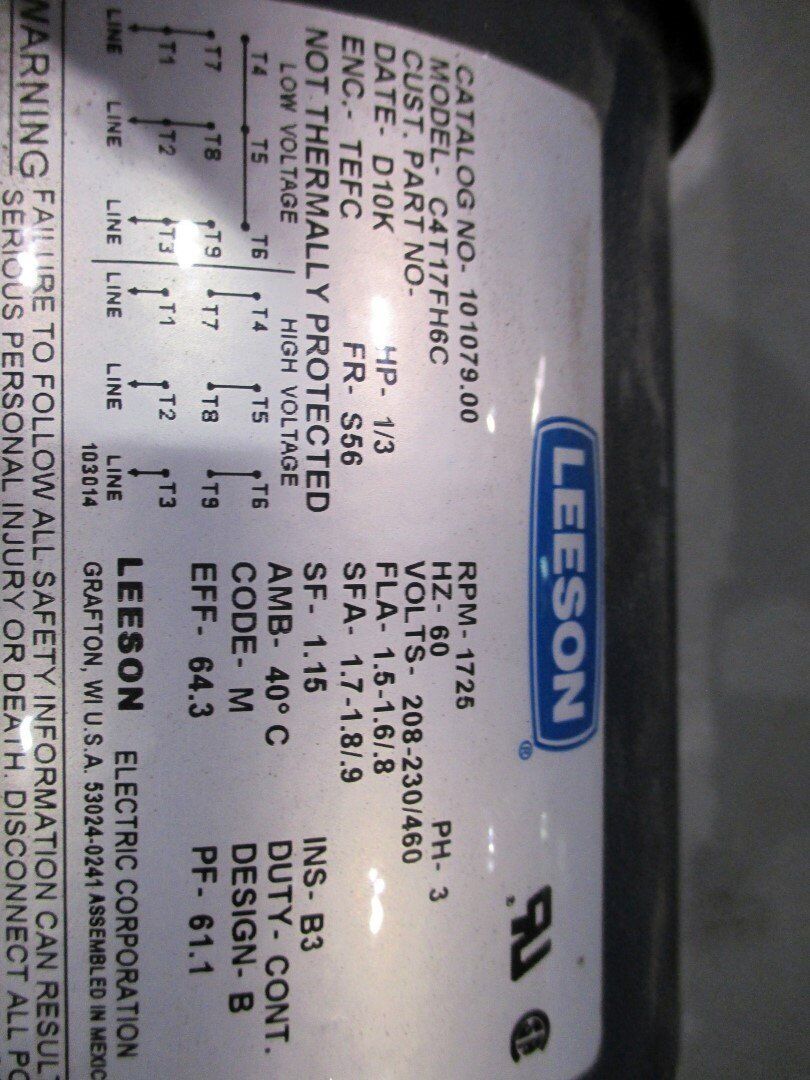 LEESON
®
CATALOG NO- 101079.00
MODEL- C4T17FH6C
CUST. PART NO-
DATE- D10K HP- 1/3
ENC.- TEFC FR- S56
NOT THERMALLY PROTECTED
LOW VOLTAGE HIGH VOLTAGE
T4 T5 T6 T4 T5 T6
T7 T8 T9 T7 T8 T9
T1 T2 T3 T1 T2 T3
LINE LINE LINE LINE LINE LINE
103014
RPM- 1725
HZ- 60 PH- 3
VOLTS- 208-230/460
FLA- 1.5-1.6/.8
SFA- 1.7-1.8/.9
SF- 1.15 INS- B3
AMB- 40° C DUTY- CONT.
CODE- M DESIGN- B
EFF- 64.3 PF- 61.1
LEESON ELECTRIC CORPORATION
GRAFTON, WI U.S.A. 53024-0241 ASSEMBLED IN MEXIC
WARNING FAILURE TO FOLLOW ALL SAFETY INFORMATION CAN RESUL
SERIOUS PERSONAL INJURY OR DEATH. DISCONNECT ALL PO